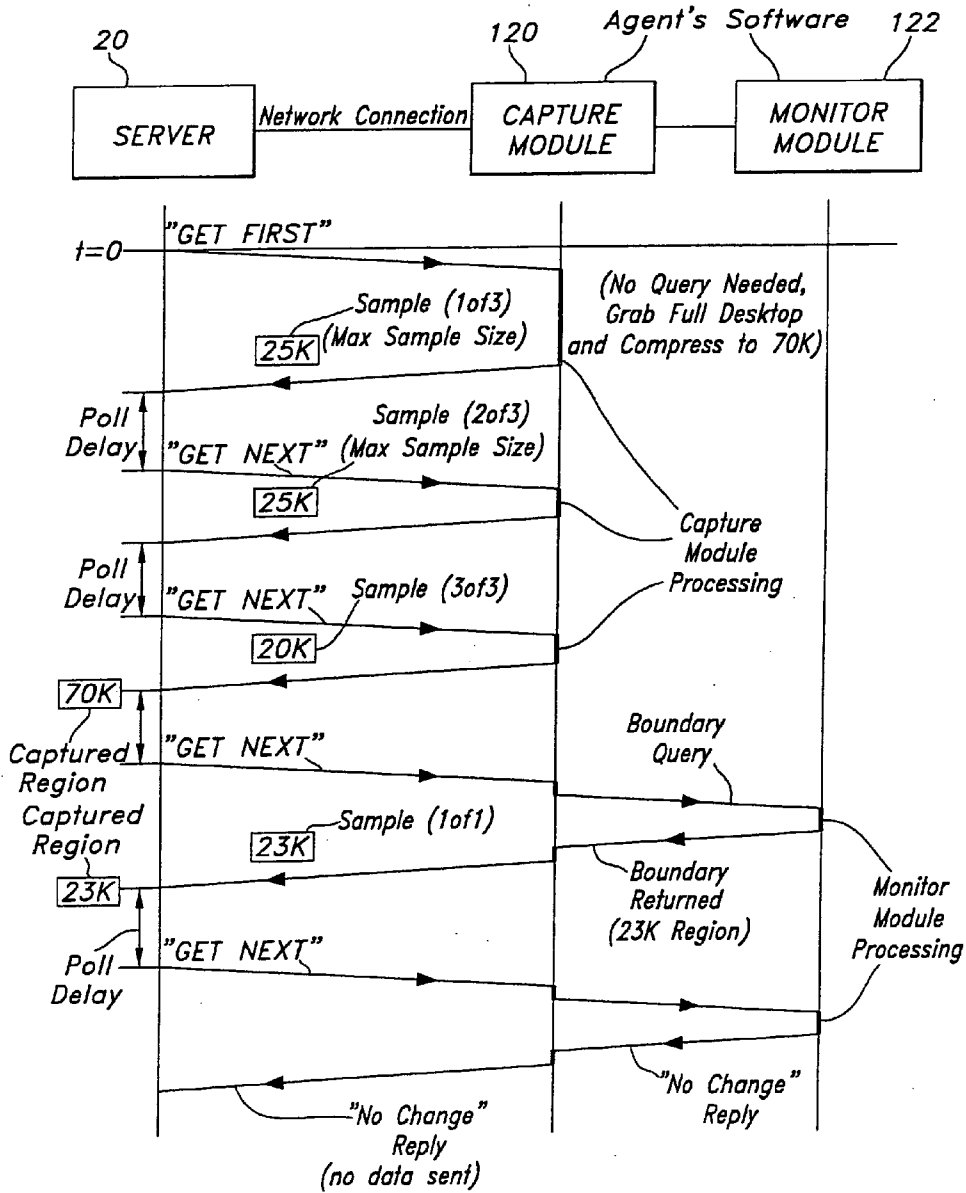 20
120
Agent's Software
122
SERVER
Network Connection
CAPTURE
MODULE
MONITOR
MODULE
"GET FIRST"
t=0
Sample (1of3)
(Max Sample Size)
25K
(No Query Needed,
Grab Full Desktop
and Compress to 70K)
Poll
Delay
Sample (2of3)
(Max Sample Size)
"GET NEXT"
25K
Capture
Module
Processing
Poll
Delay
"GET NEXT"
Sample (3of3)
20K
70K
Captured
Region
"GET NEXT"
Boundary
Query
Captured
Region
Sample (1of1)
23K
23K
Boundary
Returned
(23K Region)
Monitor
Module
Processing
Poll
Delay
"GET NEXT"
"No Change"
Reply
"No Change"
Reply
(no data sent)